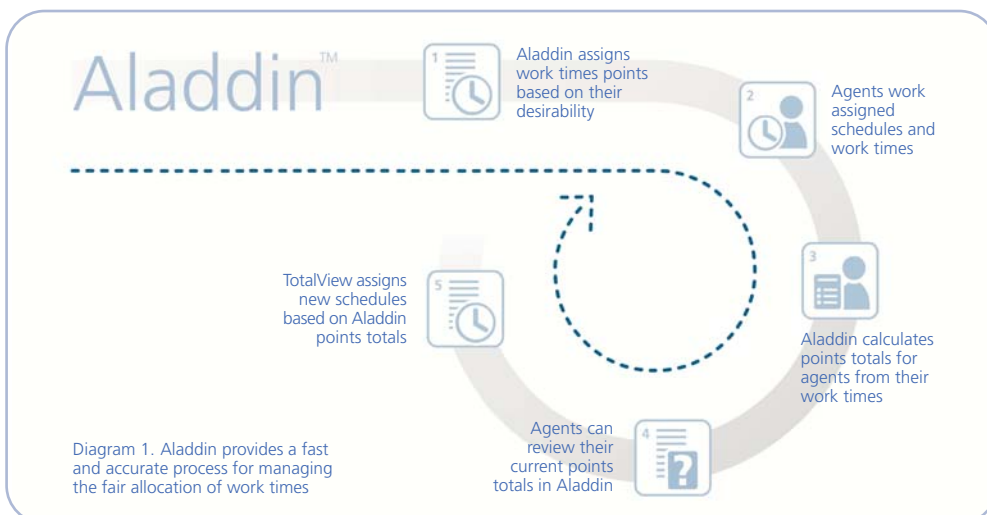 Aladdin™
1
Aladdin assigns
work times points
based on their
desirability
2
Agents work
assigned
schedules and
work times
3
Aladdin calculates
points totals for
agents from their
work times
4
Agents can
review their
current points
totals in Aladdin
?
5
TotalView assigns
new schedules
based on Aladdin
points totals
Diagram 1. Aladdin provides a fast
and accurate process for managing
the fair allocation of work times